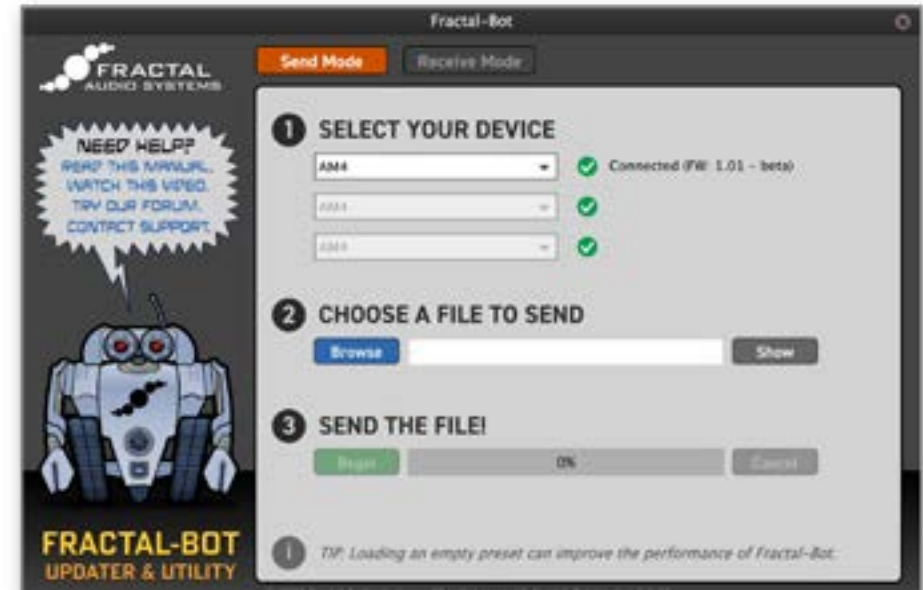 Fractal-Bot
FRACTAL
AUDIO SYSTEMS
Send Mode
Receive Mode
NEED HELP?
READ THIS MANUAL.
WATCH THIS VIDEO.
TRY OUR FORUM.
CONTACT SUPPORT.
1 SELECT YOUR DEVICE
AM4
Connected (FW: 1.01 - beta)
AM4
AM4
2 CHOOSE A FILE TO SEND
Browse
Show
3 SEND THE FILE!
Begin
0%
Cancel
FRACTAL-BOT
UPDATER & UTILITY
i
TIP: Loading an empty preset can improve the performance of Fractal-Bot.